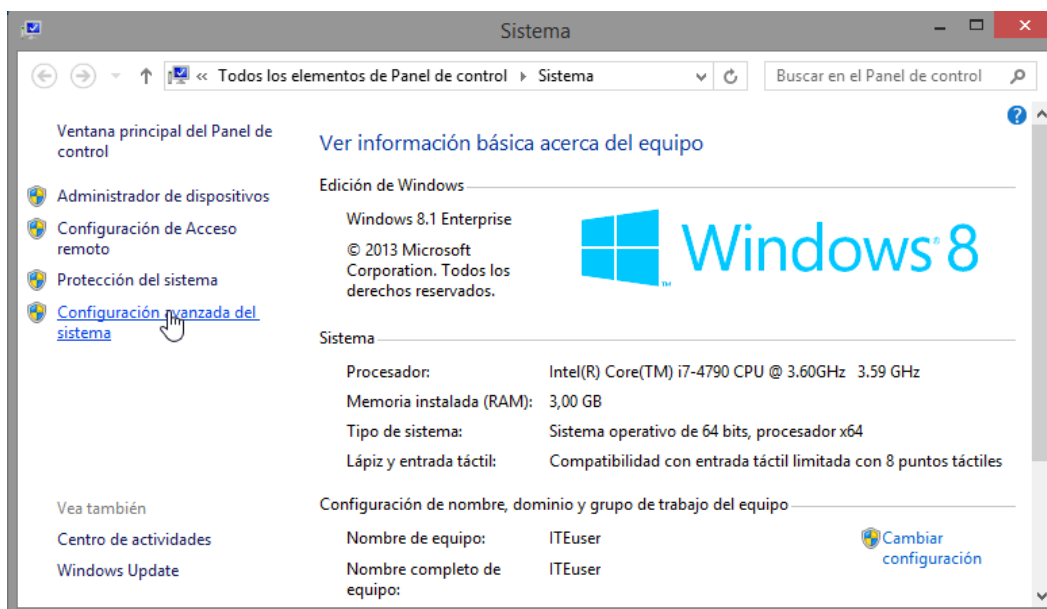 Sistema
« Todos los elementos de Panel de control Sistema
Buscar en el Panel de control
Ventana principal del Panel de
control
Administrador de dispositivos
Configuración de Acceso
remoto
Protección del sistema
Configuración avanzada del
sistema
Vea también
Centro de actividades
Windows Update
Ver información básica acerca del equipo
Edición de Windows
Windows 8.1 Enterprise
© 2013 Microsoft
Corporation. Todos los
derechos reservados.
Windows® 8
Sistema
Procesador: Intel(R) Core(TM) i7-4790 CPU @ 3.60GHz 3.59 GHz
Memoria instalada (RAM): 3,00 GB
Tipo de sistema: Sistema operativo de 64 bits, procesador x64
Lápiz y entrada táctil: Compatibilidad con entrada táctil limitada con 8 puntos táctiles
Configuración de nombre, dominio y grupo de trabajo del equipo
Nombre de equipo: ITEuser
Cambiar
configuración
Nombre completo de
equipo:
ITEuser